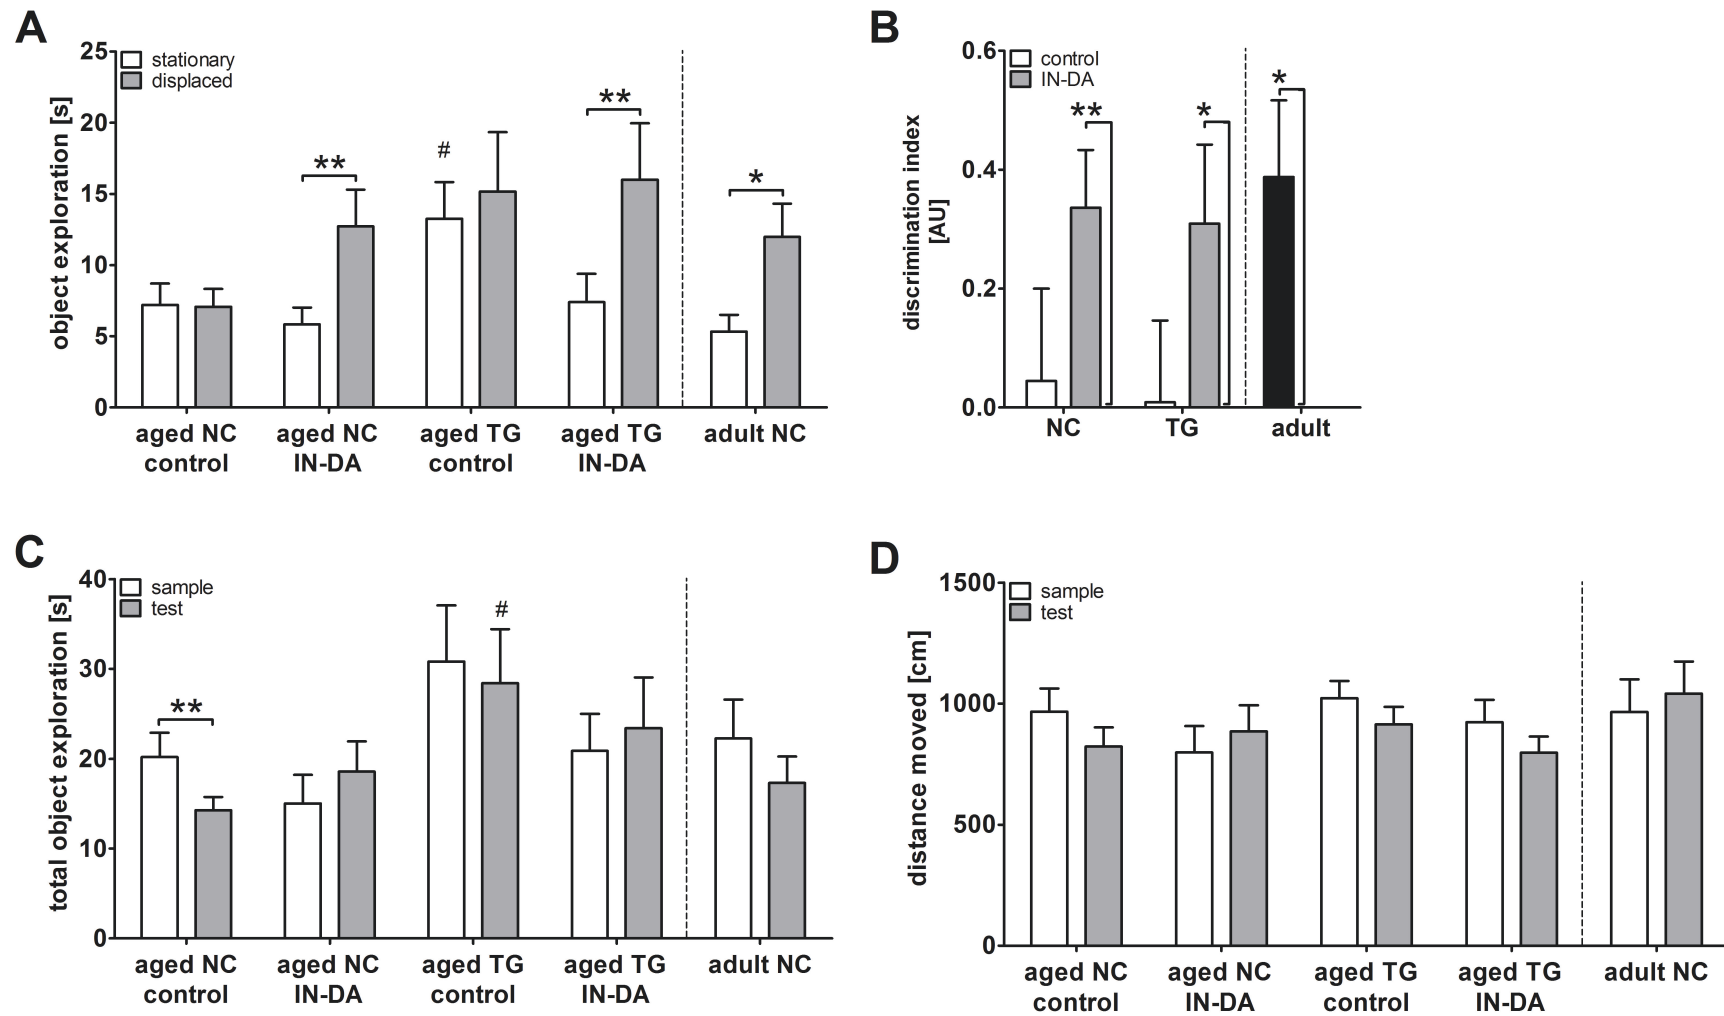 A
25
20
15
10
5
0
object exploration [s]
stationary
displaced
**
#
**
*
aged NC
control
aged NC
IN-DA
aged TG
control
aged TG
IN-DA
adult NC
B
0.6
0.4
0.2
0.0
discrimination index
[AU]
control
IN-DA
**
*
*
NC
TG
adult
C
40
30
20
10
0
total object exploration [s]
sample
test
**
#
aged NC
control
aged NC
IN-DA
aged TG
control
aged TG
IN-DA
adult NC
D
1500
1000
500
0
distance moved [cm]
sample
test
aged NC
control
aged NC
IN-DA
aged TG
control
aged TG
IN-DA
adult NC